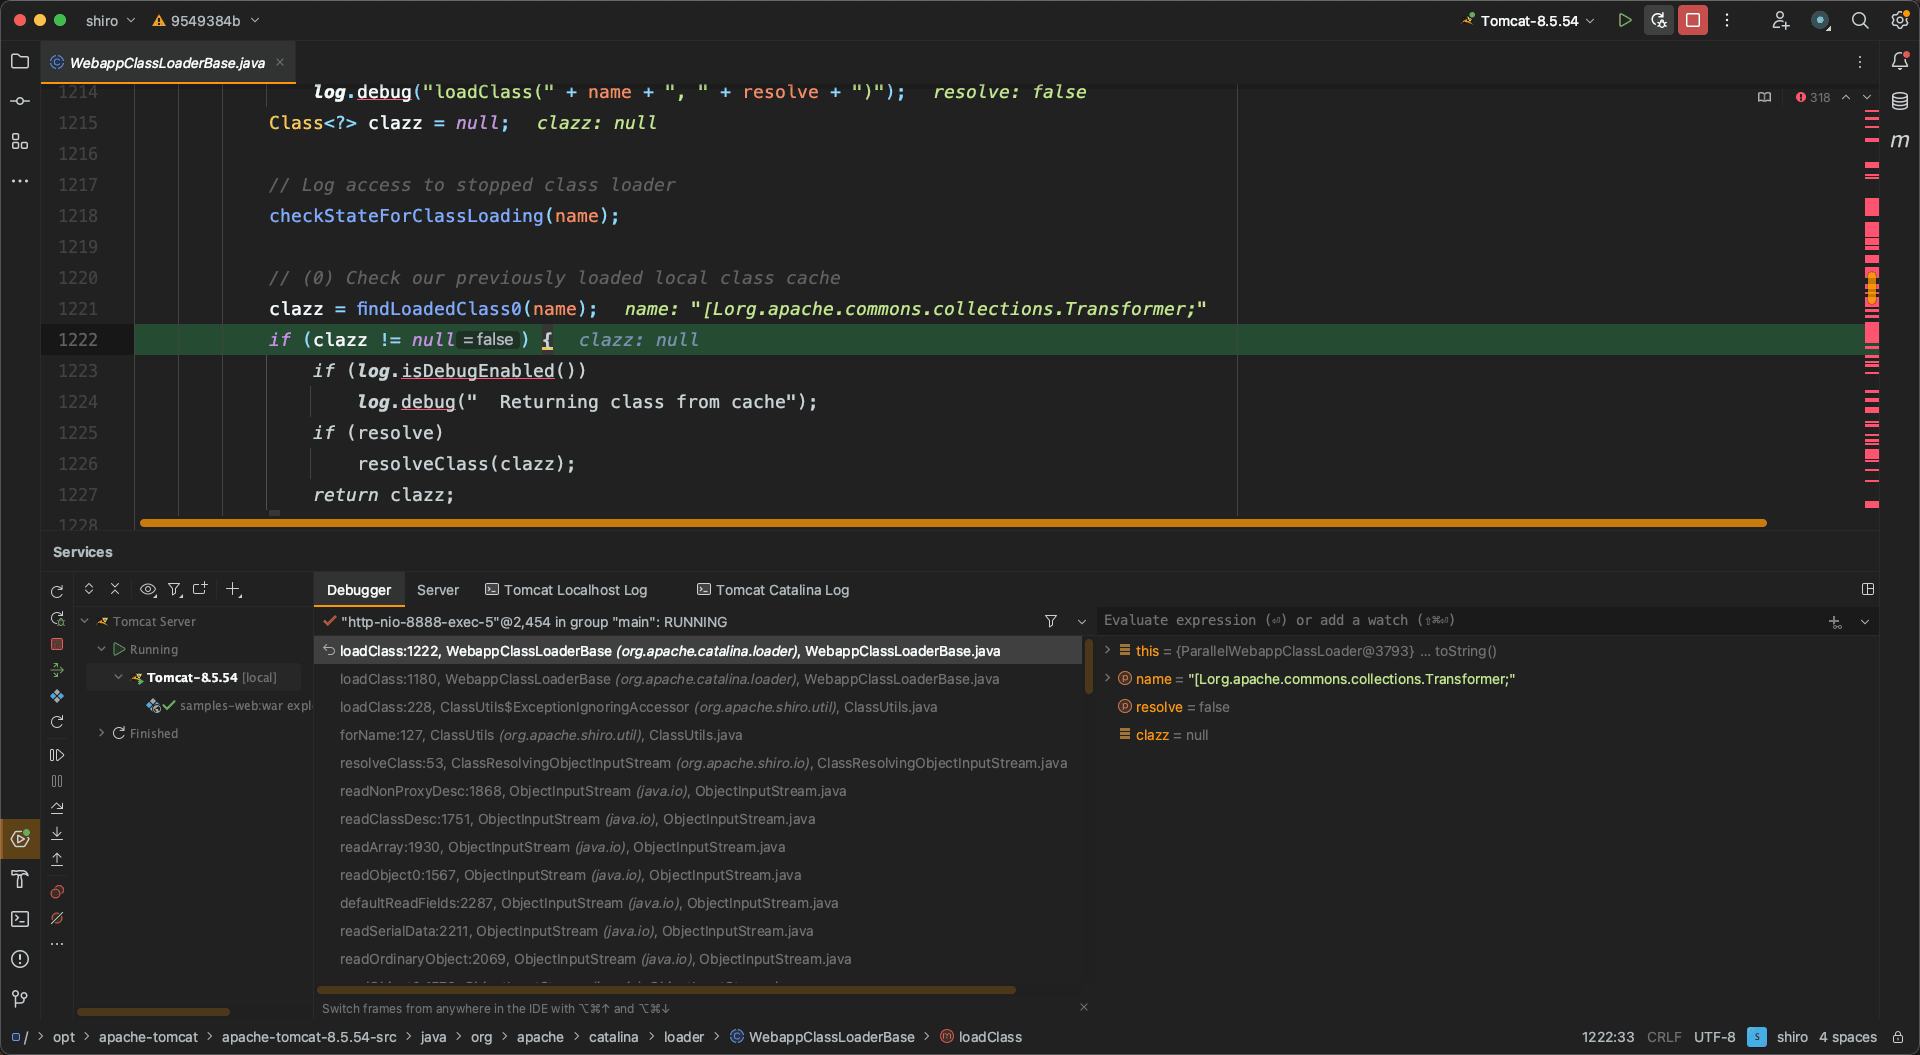 shiro 9549384b Tomcat-8.5.54
WebappClassLoaderBase.java
1214 log.debug("loadClass(" + name + ", " + resolve + ")"); resolve: false
318
1215 Class<?> clazz = null; clazz: null
1216
1217 // Log access to stopped class loader
1218 checkStateForClassLoading(name);
1219
1220 // (0) Check our previously loaded local class cache
1221 clazz = findLoadedClass0(name); name: "[Lorg.apache.commons.collections.Transformer;"
1222 if (clazz != null = false ) { clazz: null
1223 if (log.isDebugEnabled())
1224 log.debug("  Returning class from cache");
1225 if (resolve)
1226 resolveClass(clazz);
1227 return clazz;
1228
Services
Debugger Server Tomcat Localhost Log Tomcat Catalina Log
Tomcat Server
Running
Tomcat-8.5.54 [local]
samples-web:war expl
Finished
"http-nio-8888-exec-5"@2,454 in group "main": RUNNING
loadClass:1222, WebappClassLoaderBase (org.apache.catalina.loader), WebappClassLoaderBase.java
loadClass:1180, WebappClassLoaderBase (org.apache.catalina.loader), WebappClassLoaderBase.java
loadClass:228, ClassUtils$ExceptionIgnoringAccessor (org.apache.shiro.util), ClassUtils.java
forName:127, ClassUtils (org.apache.shiro.util), ClassUtils.java
resolveClass:53, ClassResolvingObjectInputStream (org.apache.shiro.io), ClassResolvingObjectInputStream.java
readNonProxyDesc:1868, ObjectInputStream (java.io), ObjectInputStream.java
readClassDesc:1751, ObjectInputStream (java.io), ObjectInputStream.java
readArray:1930, ObjectInputStream (java.io), ObjectInputStream.java
readObject0:1567, ObjectInputStream (java.io), ObjectInputStream.java
defaultReadFields:2287, ObjectInputStream (java.io), ObjectInputStream.java
readSerialData:2211, ObjectInputStream (java.io), ObjectInputStream.java
readOrdinaryObject:2069, ObjectInputStream (java.io), ObjectInputStream.java
Switch frames from anywhere in the IDE with ⌥⌘↑ and ⌥⌘↓
Evaluate expression (⏎) or add a watch (⇧⌘⏎)
this = {ParallelWebappClassLoader@3793} ... toString()
name = "[Lorg.apache.commons.collections.Transformer;"
resolve = false
clazz = null
/ > opt > apache-tomcat > apache-tomcat-8.5.54-src > java > org > apache > catalina > loader > WebappClassLoaderBase > loadClass 1222:33 CRLF UTF-8 S shiro 4 spaces